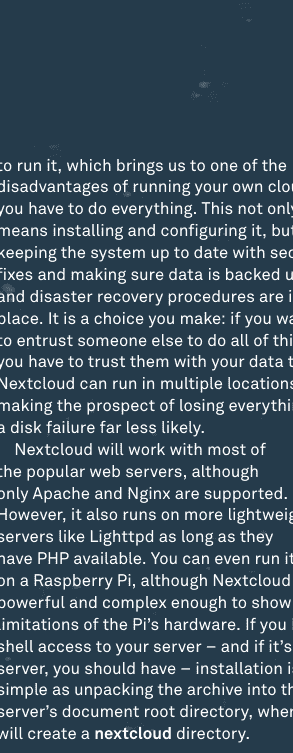 to run it, which brings us to one of the
disadvantages of running your own clou
you have to do everything. This not only
means installing and configuring it, but
keeping the system up to date with sec
fixes and making sure data is backed u
and disaster recovery procedures are i
place. It is a choice you make: if you wa
to entrust someone else to do all of thi
you have to trust them with your data t
Nextcloud can run in multiple locations
making the prospect of losing everythi
a disk failure far less likely.
Nextcloud will work with most of
the popular web servers, although
only Apache and Nginx are supported.
However, it also runs on more lightweig
servers like Lighttpd as long as they
have PHP available. You can even run it
on a Raspberry Pi, although Nextcloud
powerful and complex enough to show
limitations of the Pi's hardware. If you
shell access to your server – and if it's
server, you should have – installation i
simple as unpacking the archive into th
server's document root directory, wher
will create a nextcloud directory.